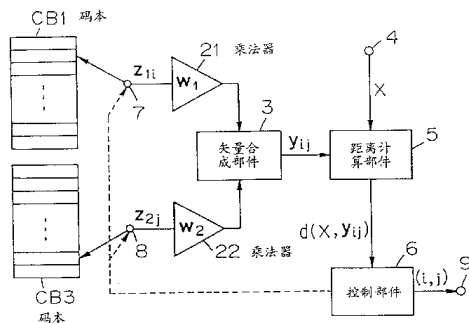 CB1 码本
21 乘法器
4
z1i
W1
7
X
3
矢量合
成部件
yij
5
距离计
算部件
z2j
W2
8
22 乘法器
d(X, yij)
6
控制部件
(i,j)
9
CB3
码本